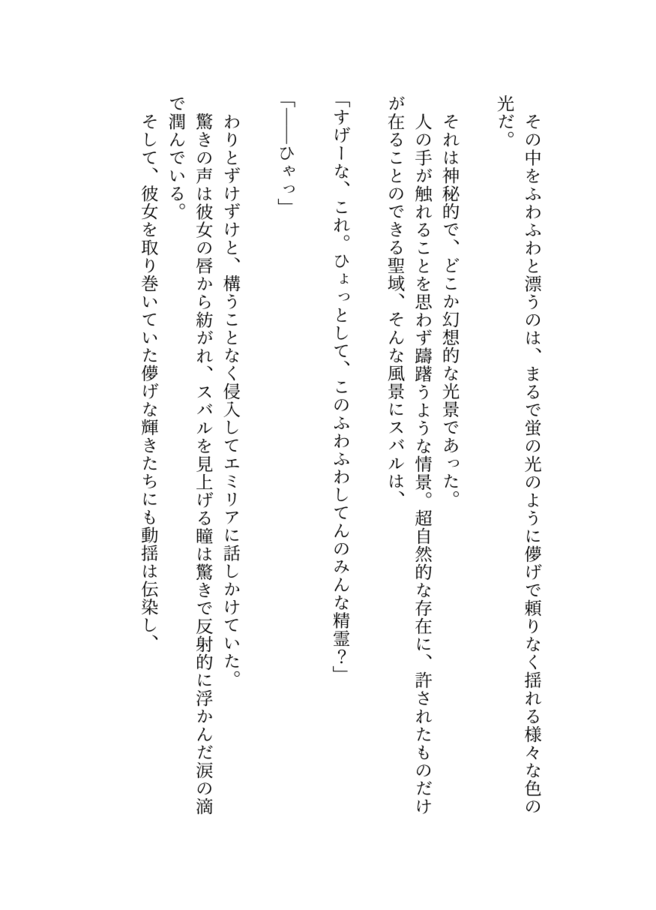 その中をふわふわと漂うのは、まるで蛍の光のように儚げで頼りなく揺れる様々な色の
光だ。
　それは神秘的で、どこか幻想的な光景であった。
　人の手が触れることを思わず躊躇うような情景。超自然的な存在に、許されたものだけ
が在ることのできる聖域、そんな風景にスバルは、
「すげーな、これ。ひょっとして、このふわふわしてんのみんな精霊？」
「――ひゃっ」
　わりとずけずけと、構うことなく侵入してエミリアに話しかけていた。
　驚きの声は彼女の唇から紡がれ、スバルを見上げる瞳は驚きで反射的に浮かんだ涙の滴
で潤んでいる。
　そして、彼女を取り巻いていた儚げな輝きたちにも動揺は伝染し、